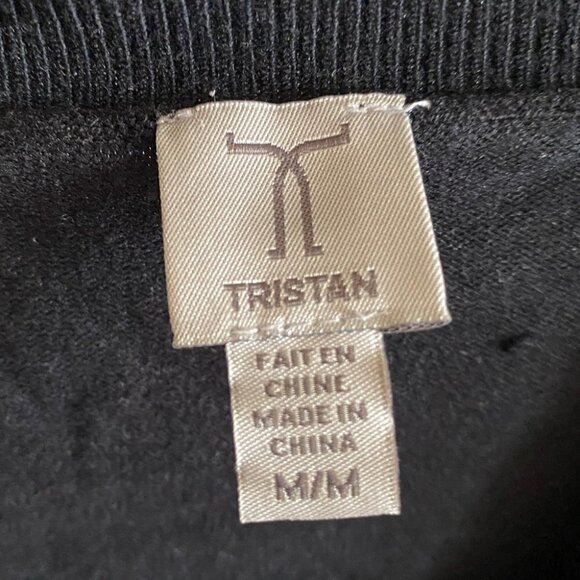 TRISTAN
FAIT EN
CHINE
MADE IN
CHINA
M/M